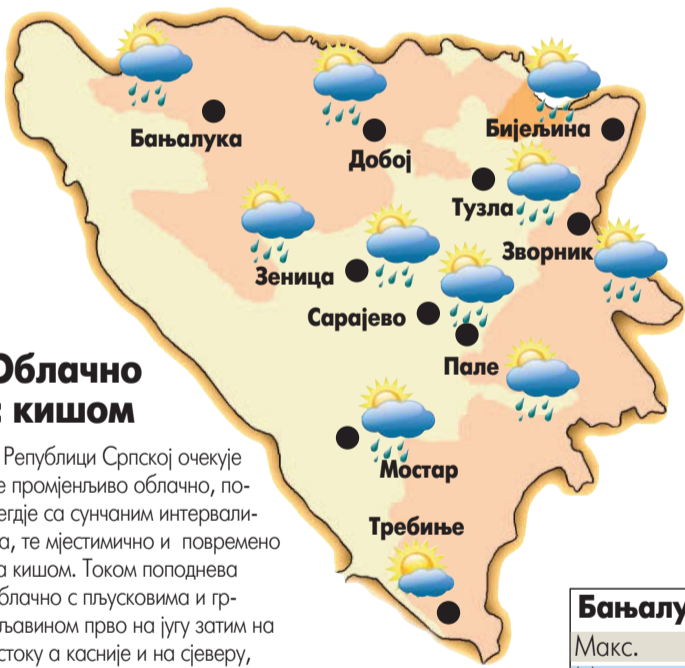 Бањалука
Добој
Бијељина
Тузла
Зворник
Зеница
Сарајево
Пале
Мостар
Требиње
Облачно
кишом
Републици Српској очекује
е промјенљиво облачно, по-
егдје са сунчаним интервали-
а, те мјестимично и повремено
а кишом. Током поподнева
блачно с пљусковима и гр-
љавином прво на југу затим на
стоку а касније и на сјеверу,
Бањалу
Макс.